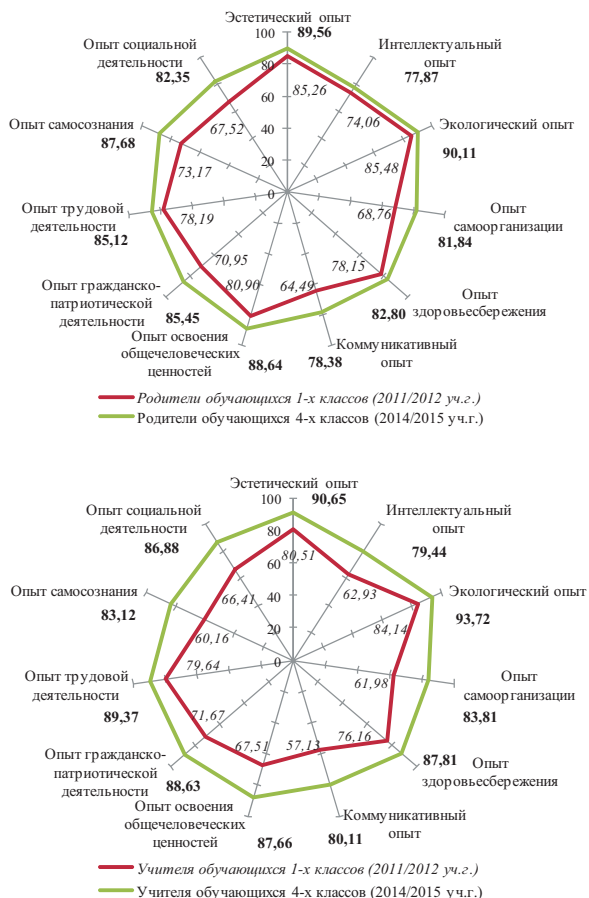 Эстетический опыт
100
89,56
Опыт социальной
деятельности
82,35
Интеллектуальный
опыт
77,87
80
85,26
67,52
74,06
Опыт самосознания
87,68
Экологический опыт
90,11
60
40
73,17
85,48
20
0
Опыт трудовой
деятельности
85,12
78,19
68,76
Опыт
самоорганизации
81,84
70,95
80,90
64,49
78,15
Опыт гражданско-
патриотической
деятельности
85,45
Опыт
здоровьесбережения
82,80
Опыт освоения
общечеловеческих
ценностей
88,64
Коммуникативный
опыт
78,38
Родители обучающихся 1-х классов (2011/2012 уч.г.)
Родители обучающихся 4-х классов (2014/2015 уч.г.)
Эстетический опыт
100
90,65
Опыт социальной
деятельности
86,88
Интеллектуальный
опыт
79,44
80
80,51
66,41
62,93
Опыт самосознания
83,12
Экологический опыт
93,72
60
40
60,16
84,14
20
0
Опыт трудовой
деятельности
89,37
79,64
61,98
Опыт
самоорганизации
83,81
71,67
67,51
57,13
76,16
Опыт гражданско-
патриотической
деятельности
88,63
87,81
Опыт
здоровьесбережения
Опыт освоения
общечеловеческих
ценностей
87,66
Коммуникативный
опыт
80,11
Учителя обучающихся 1-х классов (2011/2012 уч.г.)
Учителя обучающихся 4-х классов (2014/2015 уч.г.)